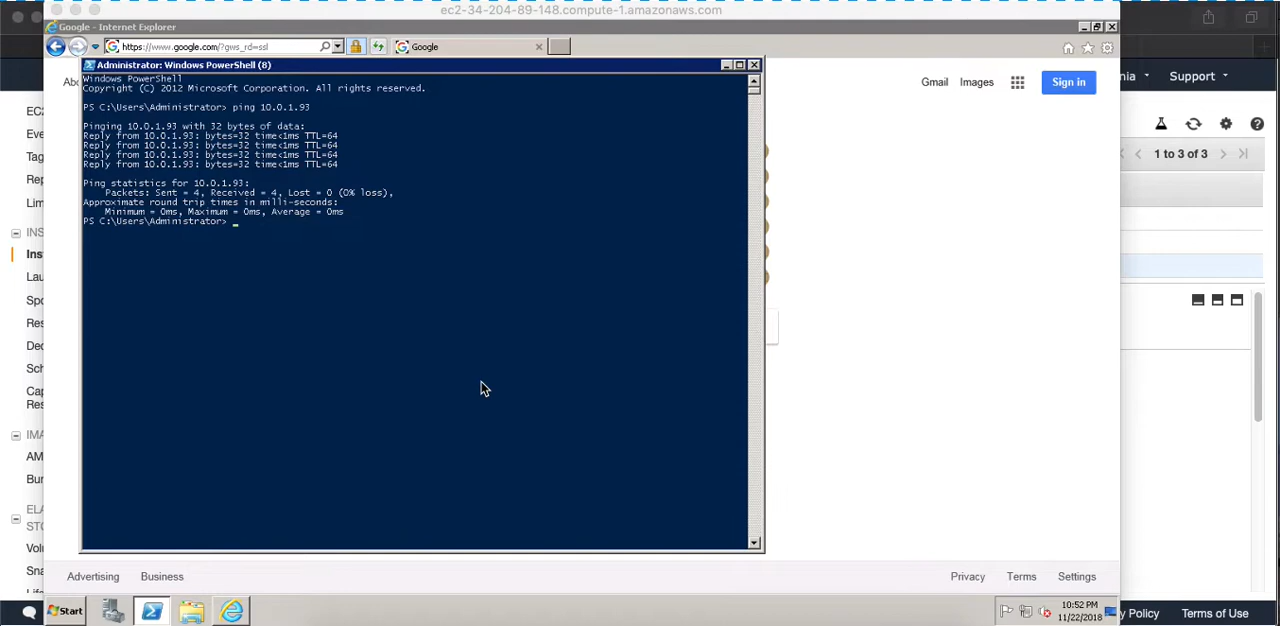 ec2-34-204-89-148.compute-1.amazonaws.com
Google - Internet Explorer
https://www.google.com/?gws_rd=ssl
Google
Gmail Images Sign in
Support
1 to 3 of 3
Administrator: Windows PowerShell (8)
Windows PowerShell
Copyright (C) 2012 Microsoft Corporation. All rights reserved.
PS C:\Users\Administrator> ping 10.0.1.93
Pinging 10.0.1.93 with 32 bytes of data:
Reply from 10.0.1.93: bytes=32 time<1ms TTL=64
Reply from 10.0.1.93: bytes=32 time<1ms TTL=64
Reply from 10.0.1.93: bytes=32 time<1ms TTL=64
Reply from 10.0.1.93: bytes=32 time<1ms TTL=64
Ping statistics for 10.0.1.93:
Packets: Sent = 4, Received = 4, Lost = 0 (0% loss),
Approximate round trip times in milli-seconds:
Minimum = 0ms, Maximum = 0ms, Average = 0ms
PS C:\Users\Administrator>
Advertising Business Privacy Terms Settings
Start
10:52 PM
11/22/2018
y Policy Terms of Use